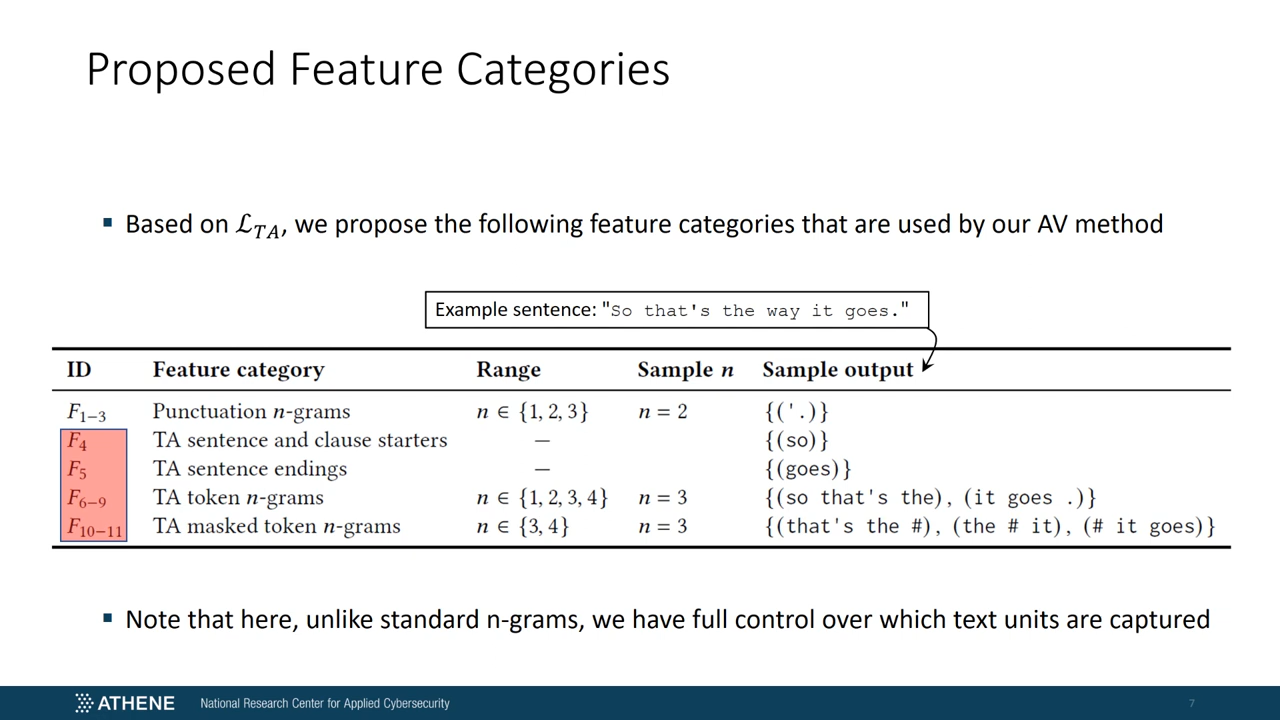 Proposed Feature Categories
▪ Based on ℒ_TA, we propose the following feature categories that are used by our AV method
Example sentence: "So that's the way it goes."
ID Feature category Range Sample n Sample output
F1−3 Punctuation n-grams n ∈ {1, 2, 3} n = 2 {('.)}
F4 TA sentence and clause starters – {(so)}
F5 TA sentence endings – {(goes)}
F6−9 TA token n-grams n ∈ {1, 2, 3, 4} n = 3 {(so that's the), (it goes .)}
F10−11 TA masked token n-grams n ∈ {3, 4} n = 3 {(that's the #), (the # it), (# it goes)}
▪ Note that here, unlike standard n-grams, we have full control over which text units are captured
ATHENE National Research Center for Applied Cybersecurity 7